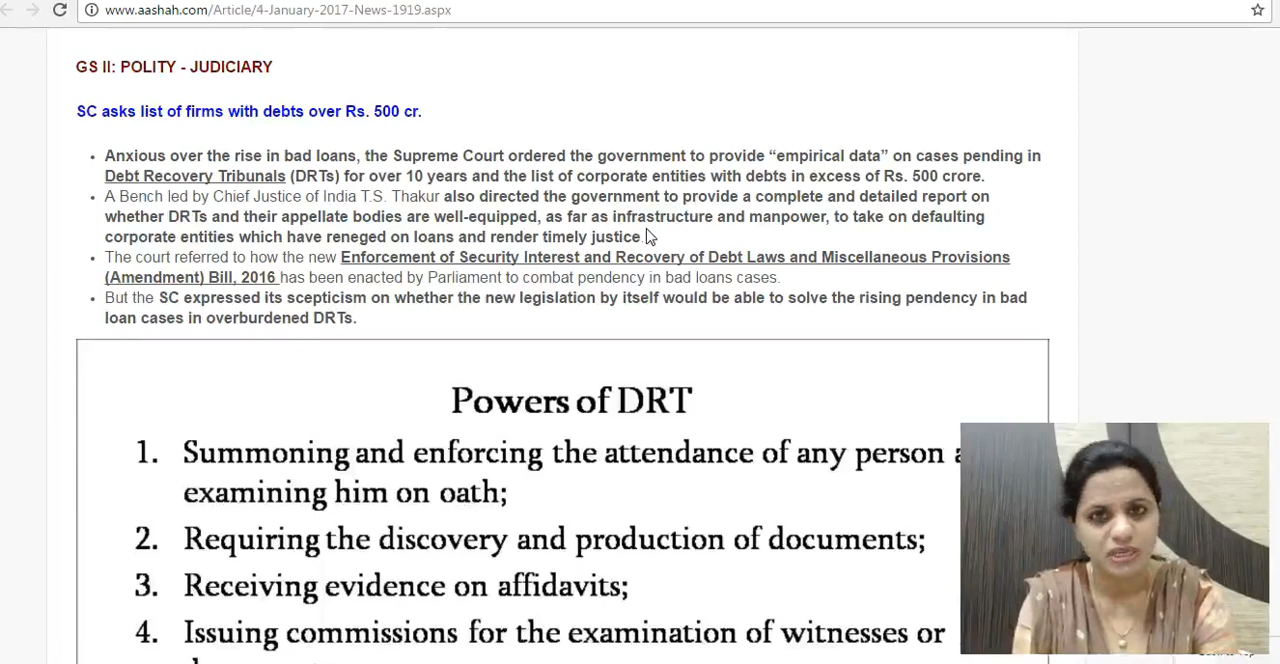 www.aashah.com/Article/4-January-2017-News-1919.aspx
GS II: POLITY - JUDICIARY
SC asks list of firms with debts over Rs. 500 cr.
• Anxious over the rise in bad loans, the Supreme Court ordered the government to provide “empirical data” on cases pending in
Debt Recovery Tribunals (DRTs) for over 10 years and the list of corporate entities with debts in excess of Rs. 500 crore.
• A Bench led by Chief Justice of India T.S. Thakur also directed the government to provide a complete and detailed report on
whether DRTs and their appellate bodies are well-equipped, as far as infrastructure and manpower, to take on defaulting
corporate entities which have reneged on loans and render timely justice.
• The court referred to how the new Enforcement of Security Interest and Recovery of Debt Laws and Miscellaneous Provisions
(Amendment) Bill, 2016 has been enacted by Parliament to combat pendency in bad loans cases.
• But the SC expressed its scepticism on whether the new legislation by itself would be able to solve the rising pendency in bad
loan cases in overburdened DRTs.
Powers of DRT
1. Summoning and enforcing the attendance of any person
examining him on oath;
2. Requiring the discovery and production of documents;
3. Receiving evidence on affidavits;
4. Issuing commissions for the examination of witnesses or